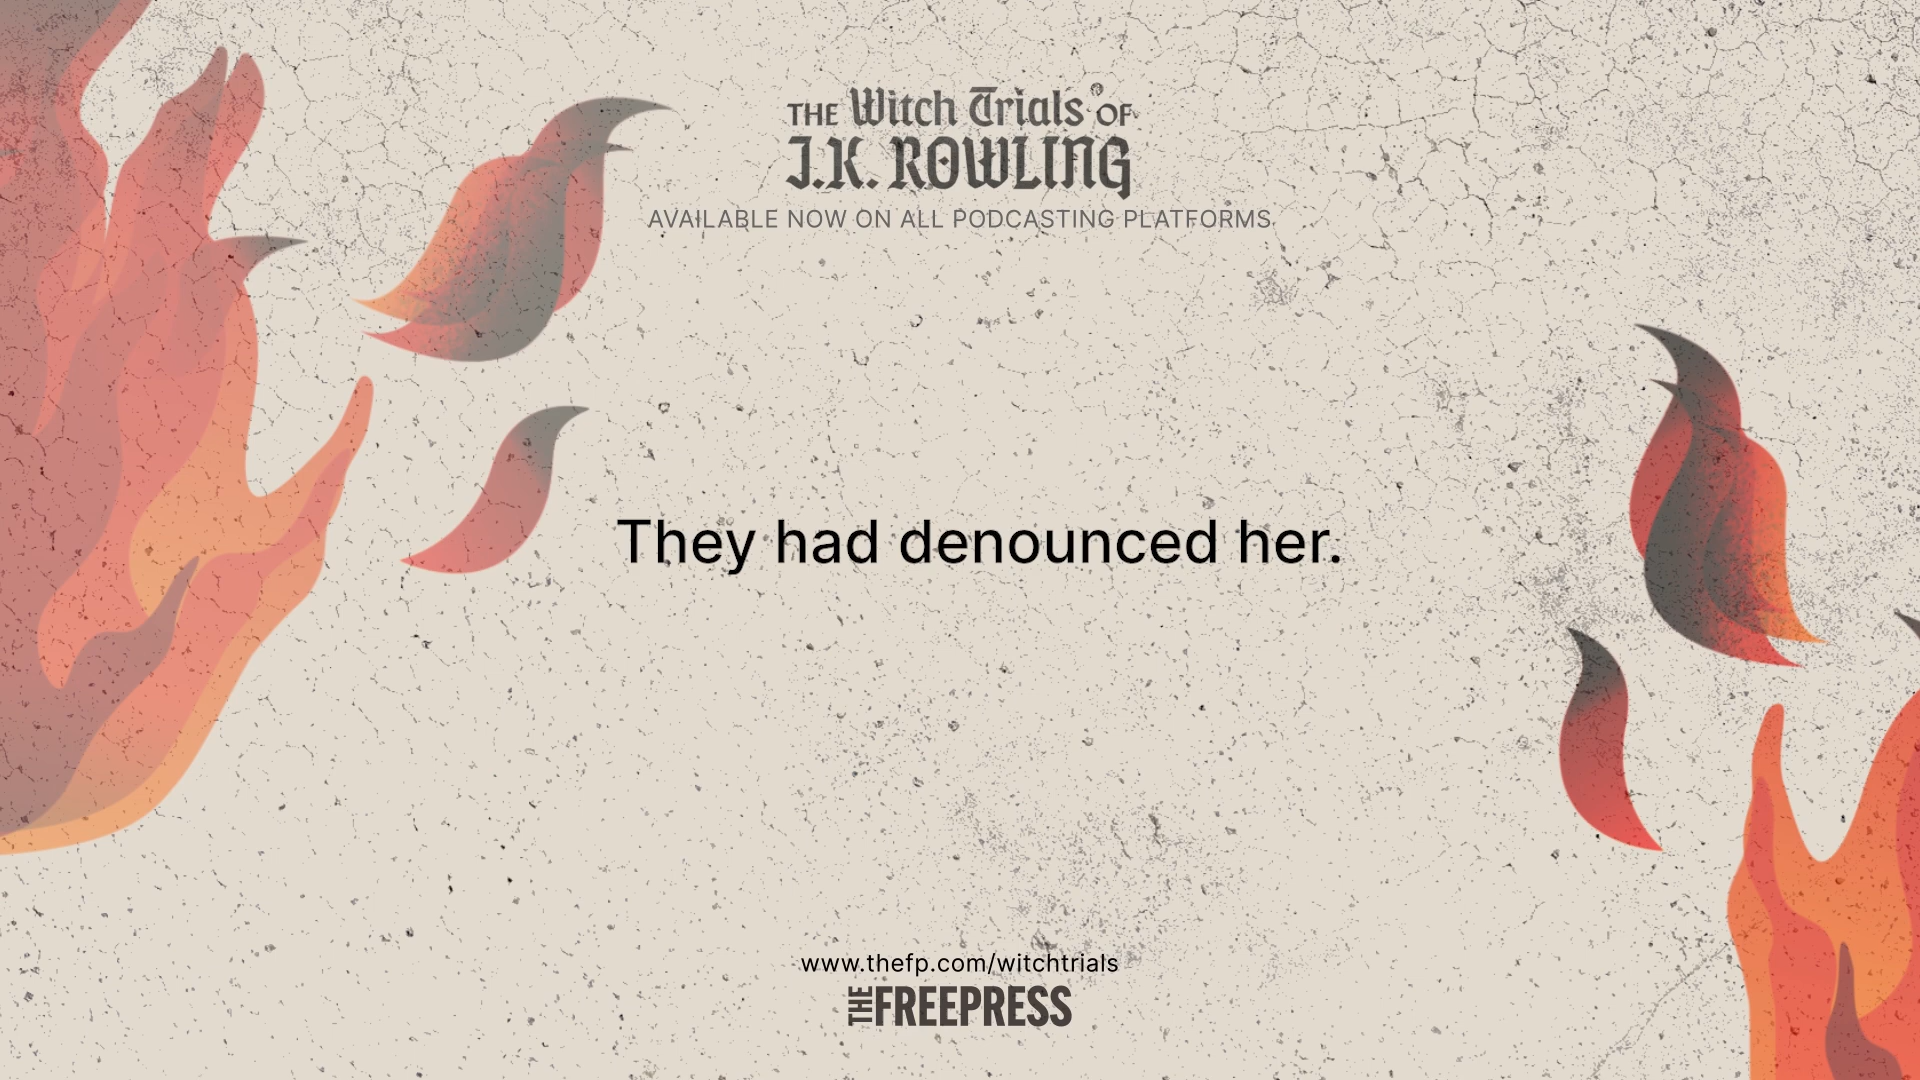 THE Witch Trials OF
J.K. ROWLING
AVAILABLE NOW ON ALL PODCASTING PLATFORMS
They had denounced her.
www.thefp.com/witchtrials
THE FREEPRESS